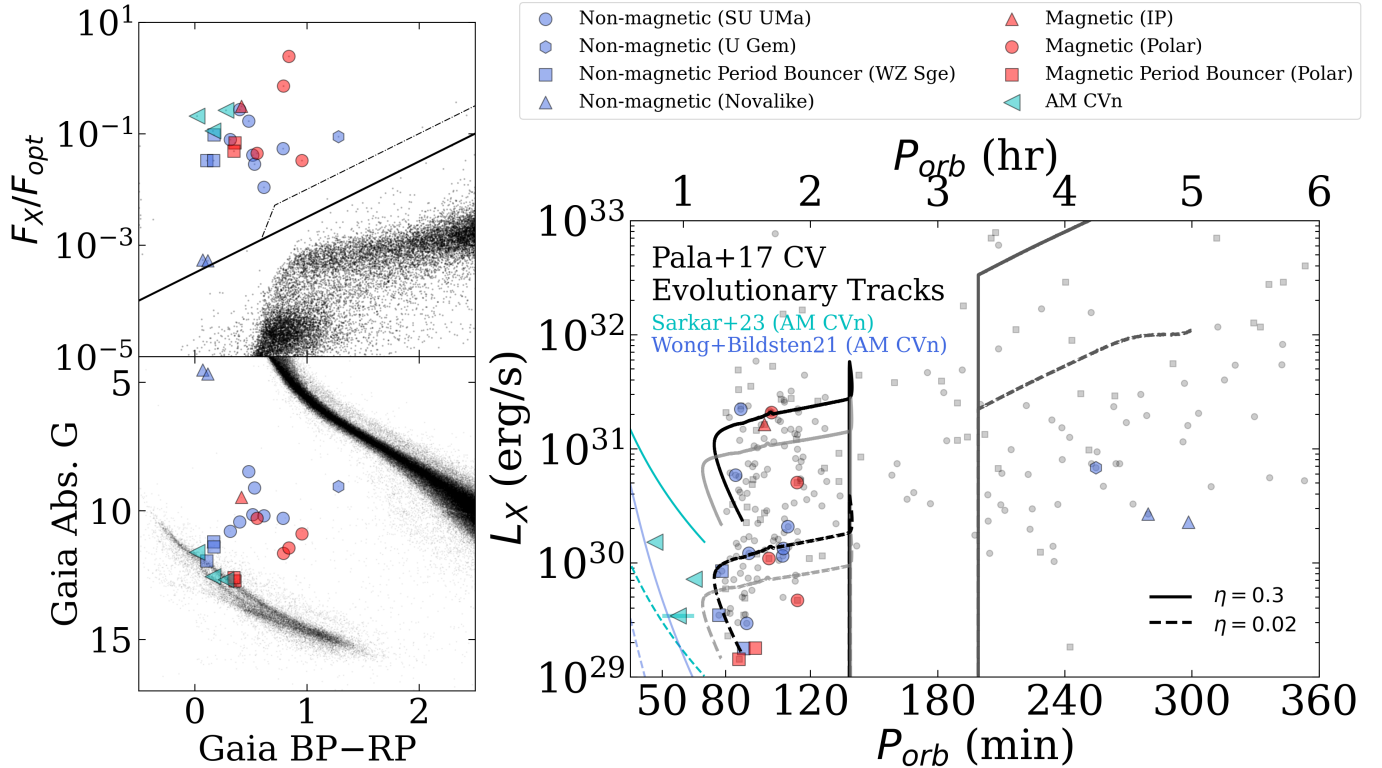 Non-magnetic (SU UMa)
Non-magnetic (U Gem)
Non-magnetic Period Bouncer (WZ Sge)
Non-magnetic (Novalike)
Magnetic (IP)
Magnetic (Polar)
Magnetic Period Bouncer (Polar)
AM CVn
10^1
10^−1
10^−3
10^−5
F_X/F_opt
5
10
15
Gaia Abs. G
0 1 2
Gaia BP−RP
P_orb (hr)
1 2 3 4 5 6
10^33
10^32
10^31
10^30
10^29
L_X (erg/s)
Pala+17 CV
Evolutionary Tracks
Sarkar+23 (AM CVn)
Wong+Bildsten21 (AM CVn)
η = 0.3
η = 0.02
50 80 120 180 240 300 360
P_orb (min)